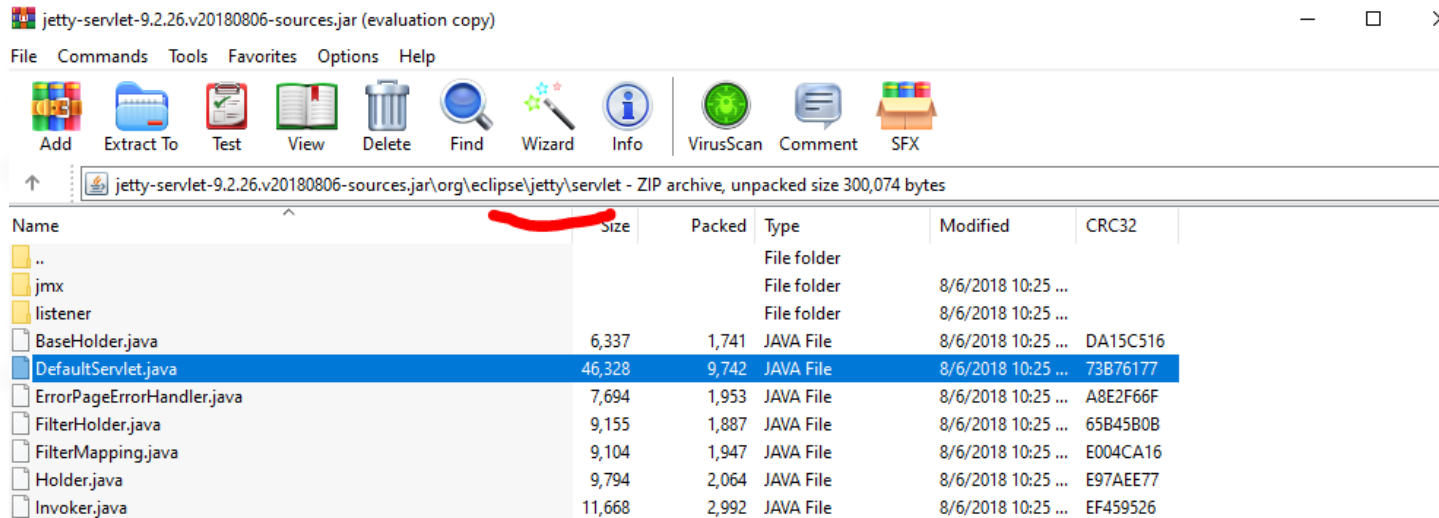 jetty-servlet-9.2.26.v20180806-sources.jar (evaluation copy)
File Commands Tools Favorites Options Help
Add Extract To Test View Delete Find Wizard Info VirusScan Comment SFX
jetty-servlet-9.2.26.v20180806-sources.jar\org\eclipse\jetty\servlet - ZIP archive, unpacked size 300,074 bytes
Name Size Packed Type Modified CRC32
.. File folder
jmx File folder 8/6/2018 10:25 ...
listener File folder 8/6/2018 10:25 ...
BaseHolder.java 6,337 1,741 JAVA File 8/6/2018 10:25 ... DA15C516
DefaultServlet.java 46,328 9,742 JAVA File 8/6/2018 10:25 ... 73B76177
ErrorPageErrorHandler.java 7,694 1,953 JAVA File 8/6/2018 10:25 ... A8E2F66F
FilterHolder.java 9,155 1,887 JAVA File 8/6/2018 10:25 ... 65B45B0B
FilterMapping.java 9,104 1,947 JAVA File 8/6/2018 10:25 ... E004CA16
Holder.java 9,794 2,064 JAVA File 8/6/2018 10:25 ... E97AEE77
Invoker.java 11,668 2,992 JAVA File 8/6/2018 10:25 ... EF459526